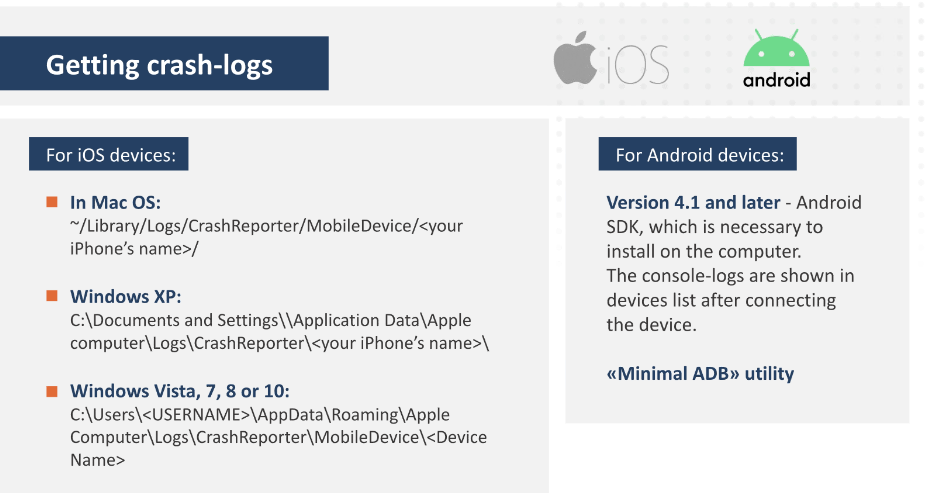 Getting crash-logs
iOS
android
For iOS devices:
In Mac OS:
~/Library/Logs/CrashReporter/MobileDevice/<your
iPhone’s name>/
Windows XP:
C:\Documents and Settings\\Application Data\Apple
computer\Logs\CrashReporter\<your iPhone’s name>\
Windows Vista, 7, 8 or 10:
C:\Users\<USERNAME>\AppData\Roaming\Apple
Computer\Logs\CrashReporter\MobileDevice\<Device
Name>
For Android devices:
Version 4.1 and later - Android
SDK, which is necessary to
install on the computer.
The console-logs are shown in
devices list after connecting
the device.
«Minimal ADB» utility